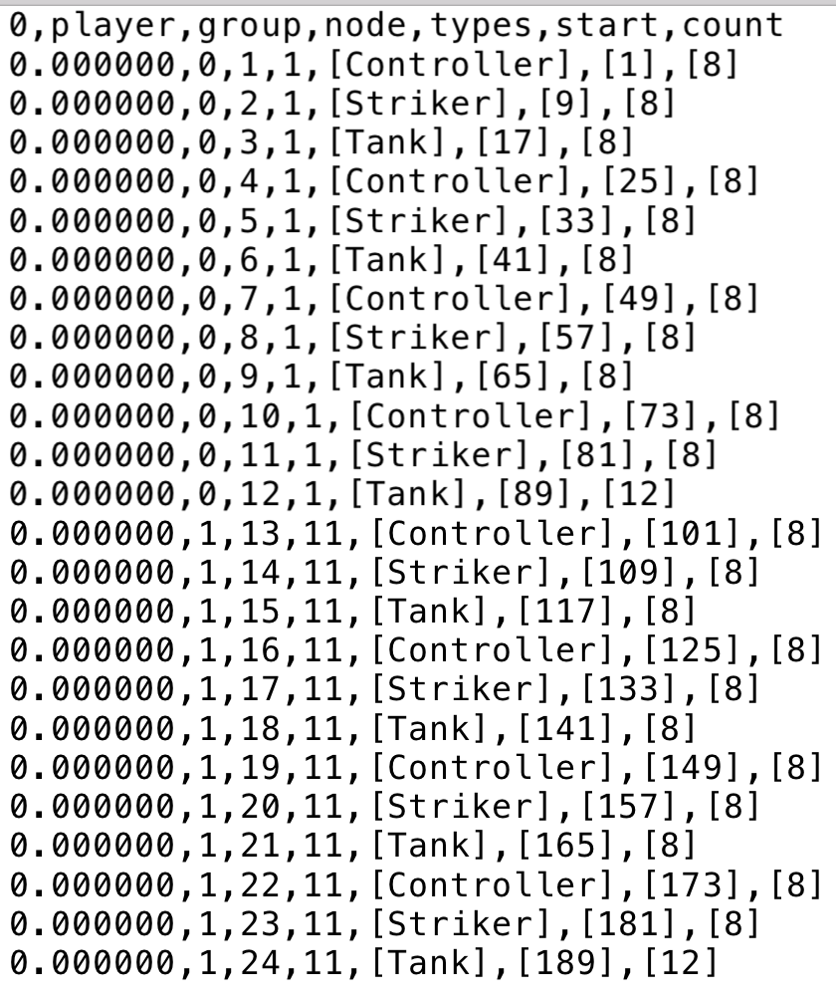 0,player,group,node,types,start,count
0.000000,0,1,1,[Controller],[1],[8]
0.000000,0,2,1,[Striker],[9],[8]
0.000000,0,3,1,[Tank],[17],[8]
0.000000,0,4,1,[Controller],[25],[8]
0.000000,0,5,1,[Striker],[33],[8]
0.000000,0,6,1,[Tank],[41],[8]
0.000000,0,7,1,[Controller],[49],[8]
0.000000,0,8,1,[Striker],[57],[8]
0.000000,0,9,1,[Tank],[65],[8]
0.000000,0,10,1,[Controller],[73],[8]
0.000000,0,11,1,[Striker],[81],[8]
0.000000,0,12,1,[Tank],[89],[12]
0.000000,1,13,11,[Controller],[101],[8]
0.000000,1,14,11,[Striker],[109],[8]
0.000000,1,15,11,[Tank],[117],[8]
0.000000,1,16,11,[Controller],[125],[8]
0.000000,1,17,11,[Striker],[133],[8]
0.000000,1,18,11,[Tank],[141],[8]
0.000000,1,19,11,[Controller],[149],[8]
0.000000,1,20,11,[Striker],[157],[8]
0.000000,1,21,11,[Tank],[165],[8]
0.000000,1,22,11,[Controller],[173],[8]
0.000000,1,23,11,[Striker],[181],[8]
0.000000,1,24,11,[Tank],[189],[12]